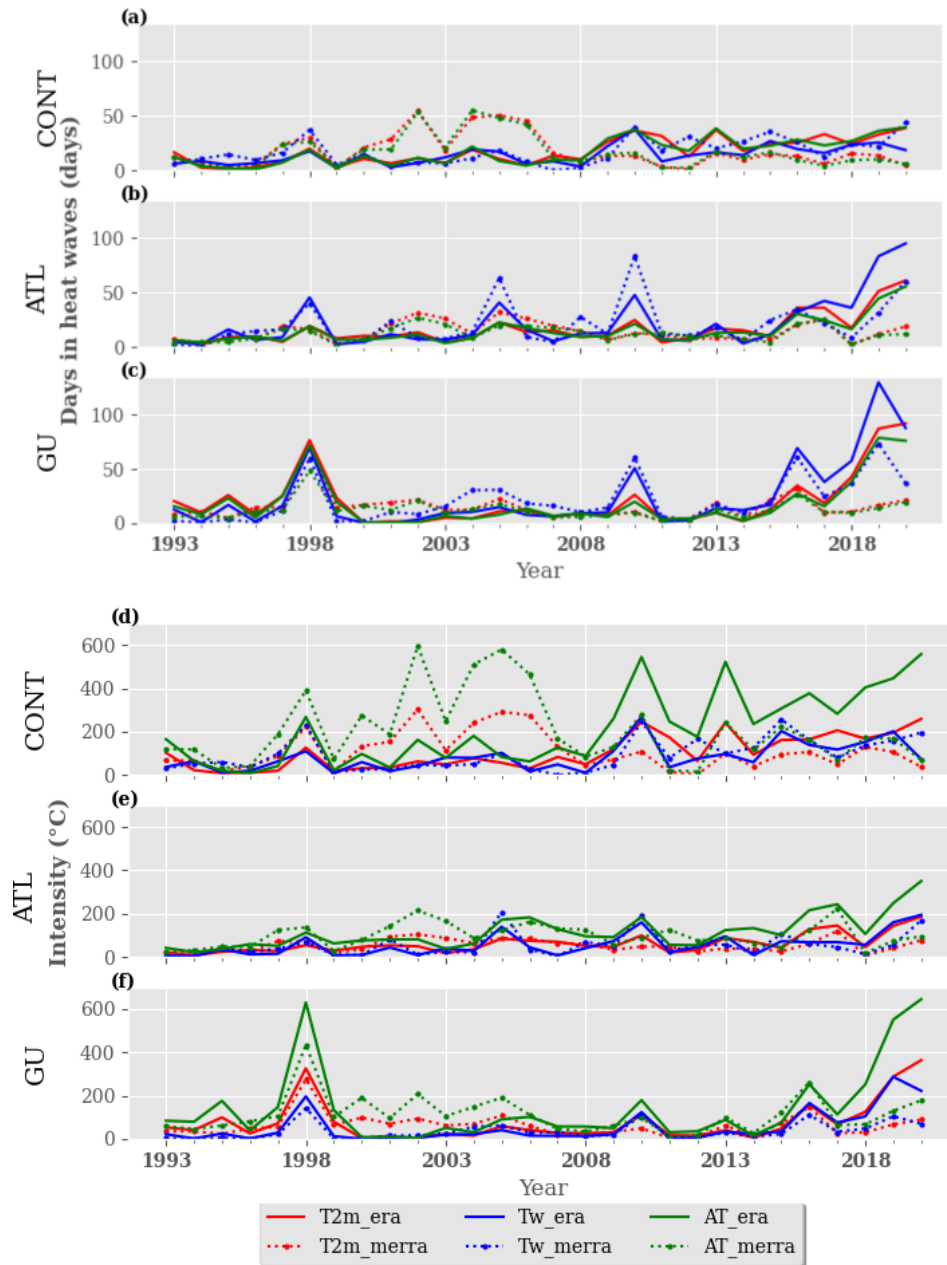 (a)
100
50
0
CONT
(b)
100
50
0
ATL
Days in heat waves (days)
(c)
100
50
0
GU
1993 1998 2003 2008 2013 2018
Year
(d)
600
400
200
0
CONT
(e)
600
400
200
0
ATL
Intensity (°C)
(f)
600
400
200
0
GU
1993 1998 2003 2008 2013 2018
Year
T2m_era Tw_era AT_era
T2m_merra Tw_merra AT_merra